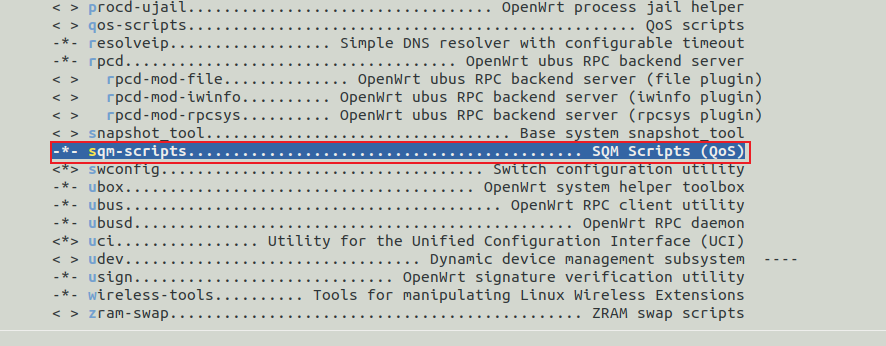 < > procd-ujail.................................. OpenWrt process jail helper
< > qos-scripts.................................................. QoS scripts
-*- resolveip.................. Simple DNS resolver with configurable timeout
-*- rpcd..................................... OpenWrt ubus RPC backend server
< >   rpcd-mod-file.............. OpenWrt ubus RPC backend server (file plugin)
< >   rpcd-mod-iwinfo.......... OpenWrt ubus RPC backend server (iwinfo plugin)
< >   rpcd-mod-rpcsys.......... OpenWrt ubus RPC backend server (rpcsys plugin)
< > snapshot_tool.................................. Base system snapshot_tool
-*- sqm-scripts............................................ SQM Scripts (QoS)
<*> swconfig..................................... Switch configuration utility
-*- ubox....................................... OpenWrt system helper toolbox
-*- ubus.......................................... OpenWrt RPC client utility
-*- ubusd................................................ OpenWrt RPC daemon
<*> uci................ Utility for the Unified Configuration Interface (UCI)
< > udev.................................. Dynamic device management subsystem  ----
-*- usign............................. OpenWrt signature verification utility
-*- wireless-tools.......... Tools for manipulating Linux Wireless Extensions
< > zram-swap.............................................. ZRAM swap scripts